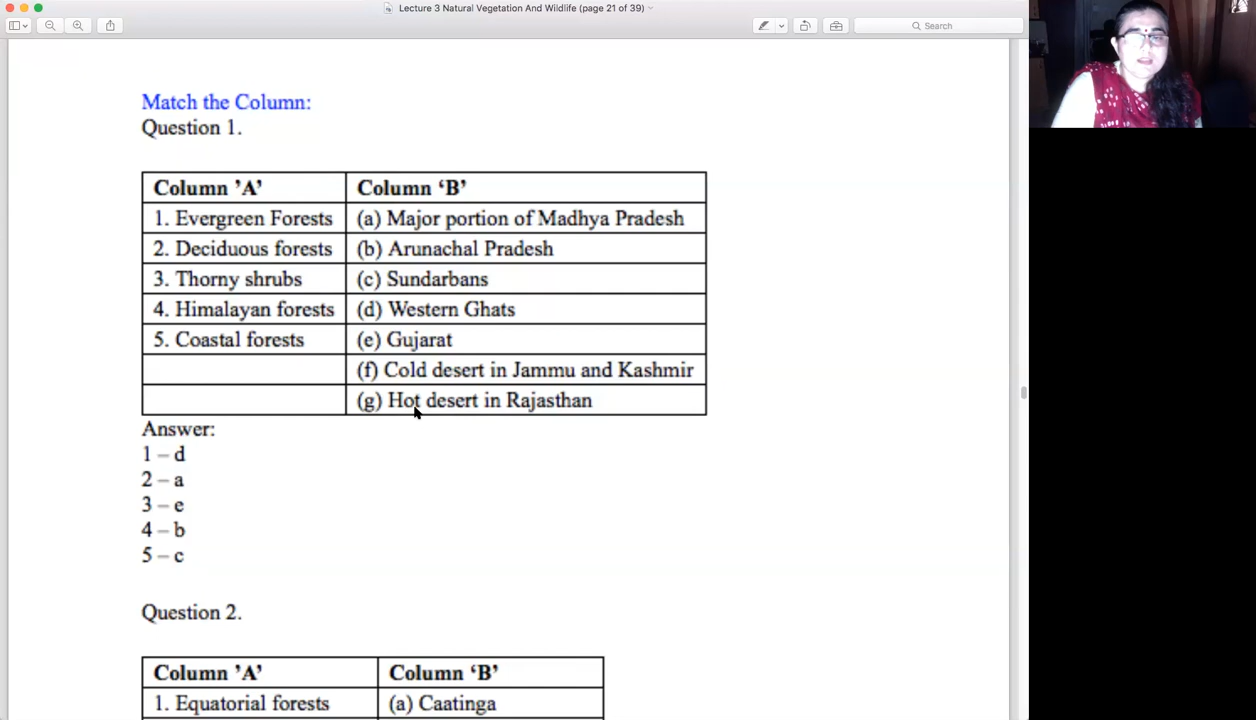 Lecture 3 Natural Vegetation And Wildlife (page 21 of 39)
Search
Match the Column:
Question 1.
Column ’A’ Column ‘B’
1. Evergreen Forests (a) Major portion of Madhya Pradesh
2. Deciduous forests (b) Arunachal Pradesh
3. Thorny shrubs (c) Sundarbans
4. Himalayan forests (d) Western Ghats
5. Coastal forests (e) Gujarat
(f) Cold desert in Jammu and Kashmir
(g) Hot desert in Rajasthan
Answer:
1 – d
2 – a
3 – e
4 – b
5 – c
Question 2.
Column ’A’ Column ‘B’
1. Equatorial forests (a) Caatinga